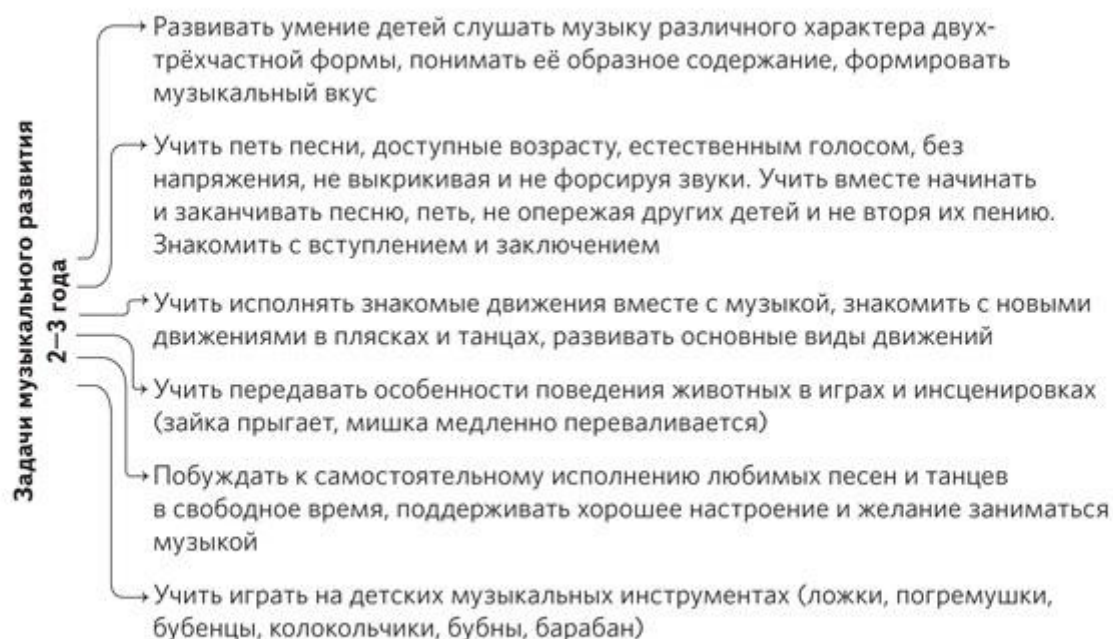 Задачи музыкального развития
2–3 года
Развивать умение детей слушать музыку различного характера двух-
трёхчастной формы, понимать её образное содержание, формировать
музыкальный вкус
Учить петь песни, доступные возрасту, естественным голосом, без
напряжения, не выкрикивая и не форсируя звуки. Учить вместе начинать
и заканчивать песню, петь, не опережая других детей и не вторя их пению.
Знакомить с вступлением и заключением
Учить исполнять знакомые движения вместе с музыкой, знакомить с новыми
движениями в плясках и танцах, развивать основные виды движений
Учить передавать особенности поведения животных в играх и инсценировках
(зайка прыгает, мишка медленно переваливается)
Побуждать к самостоятельному исполнению любимых песен и танцев
в свободное время, поддерживать хорошее настроение и желание заниматься
музыкой
Учить играть на детских музыкальных инструментах (ложки, погремушки,
бубенцы, колокольчики, бубны, барабан)